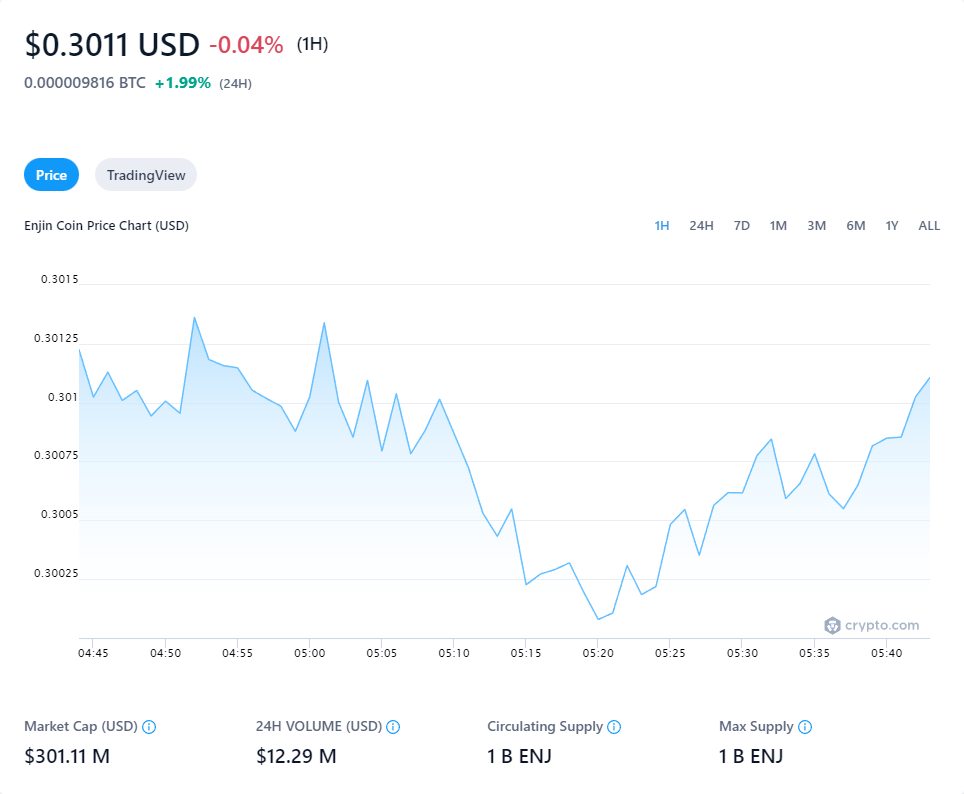 $0.3011 USD -0.04% (1H)
0.000009816 BTC +1.99% (24H)
Price TradingView
Enjin Coin Price Chart (USD) 1H 24H 7D 1M 3M 6M 1Y ALL
0.3015
0.30125
0.301
0.30075
0.3005
0.30025
crypto.com
04:45 04:50 04:55 05:00 05:05 05:10 05:15 05:20 05:25 05:30 05:35 05:40
Market Cap (USD) 24H VOLUME (USD) Circulating Supply Max Supply
$301.11 M $12.29 M 1 B ENJ 1 B ENJ